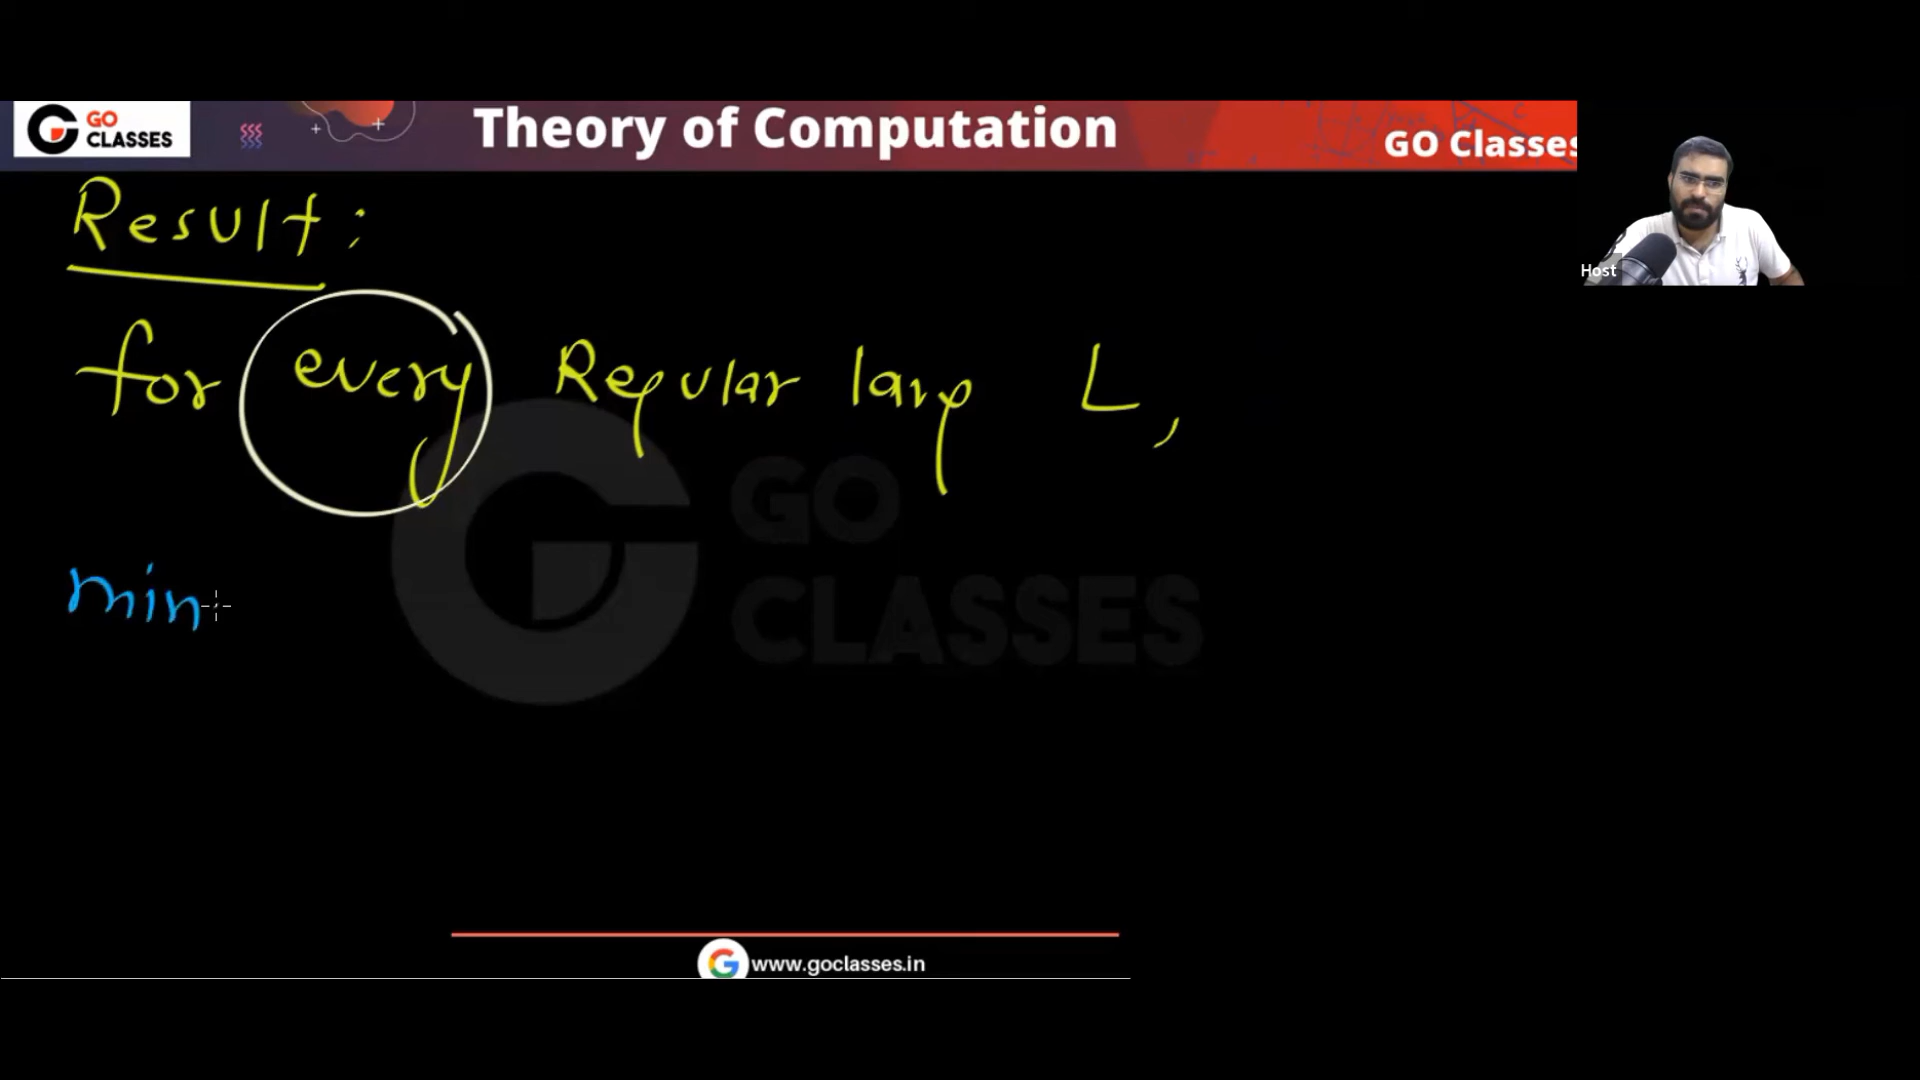 GO
CLASSES
Theory of Computation
GO Classes
Result:
for every Regular lang L,
min
Host
GO
CLASSES
www.goclasses.in